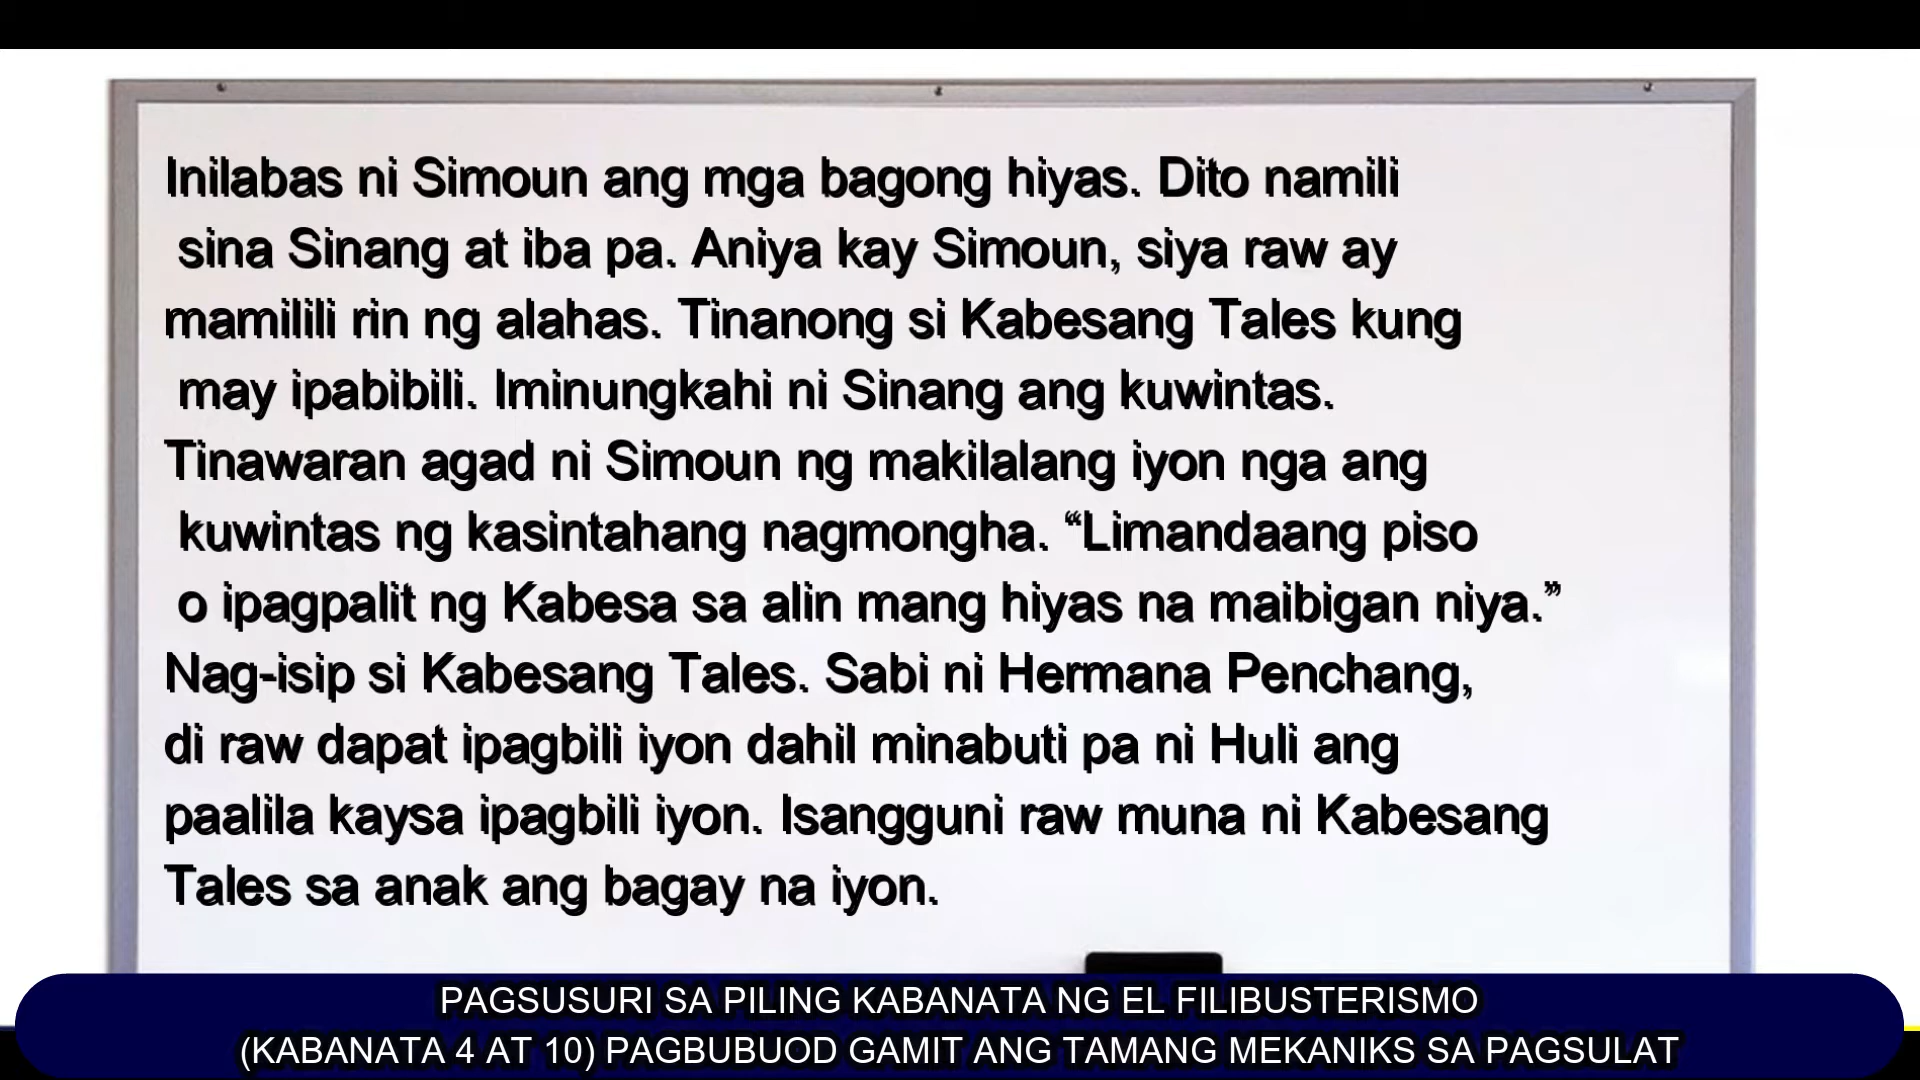 Inilabas ni Simoun ang mga bagong hiyas. Dito namili
sina Sinang at iba pa. Aniya kay Simoun, siya raw ay
mamilili rin ng alahas. Tinanong si Kabesang Tales kung
may ipabibili. Iminungkahi ni Sinang ang kuwintas.
Tinawaran agad ni Simoun ng makilalang iyon nga ang
kuwintas ng kasintahang nagmongha. “Limandaang piso
o ipagpalit ng Kabesa sa alin mang hiyas na maibigan niya.”
Nag-isip si Kabesang Tales. Sabi ni Hermana Penchang,
di raw dapat ipagbili iyon dahil minabuti pa ni Huli ang
paalila kaysa ipagbili iyon. Isangguni raw muna ni Kabesang
Tales sa anak ang bagay na iyon.
PAGSUSURI SA PILING KABANATA NG EL FILIBUSTERISMO
(KABANATA 4 AT 10) PAGBUBUOD GAMIT ANG TAMANG MEKANIKS SA PAGSULAT